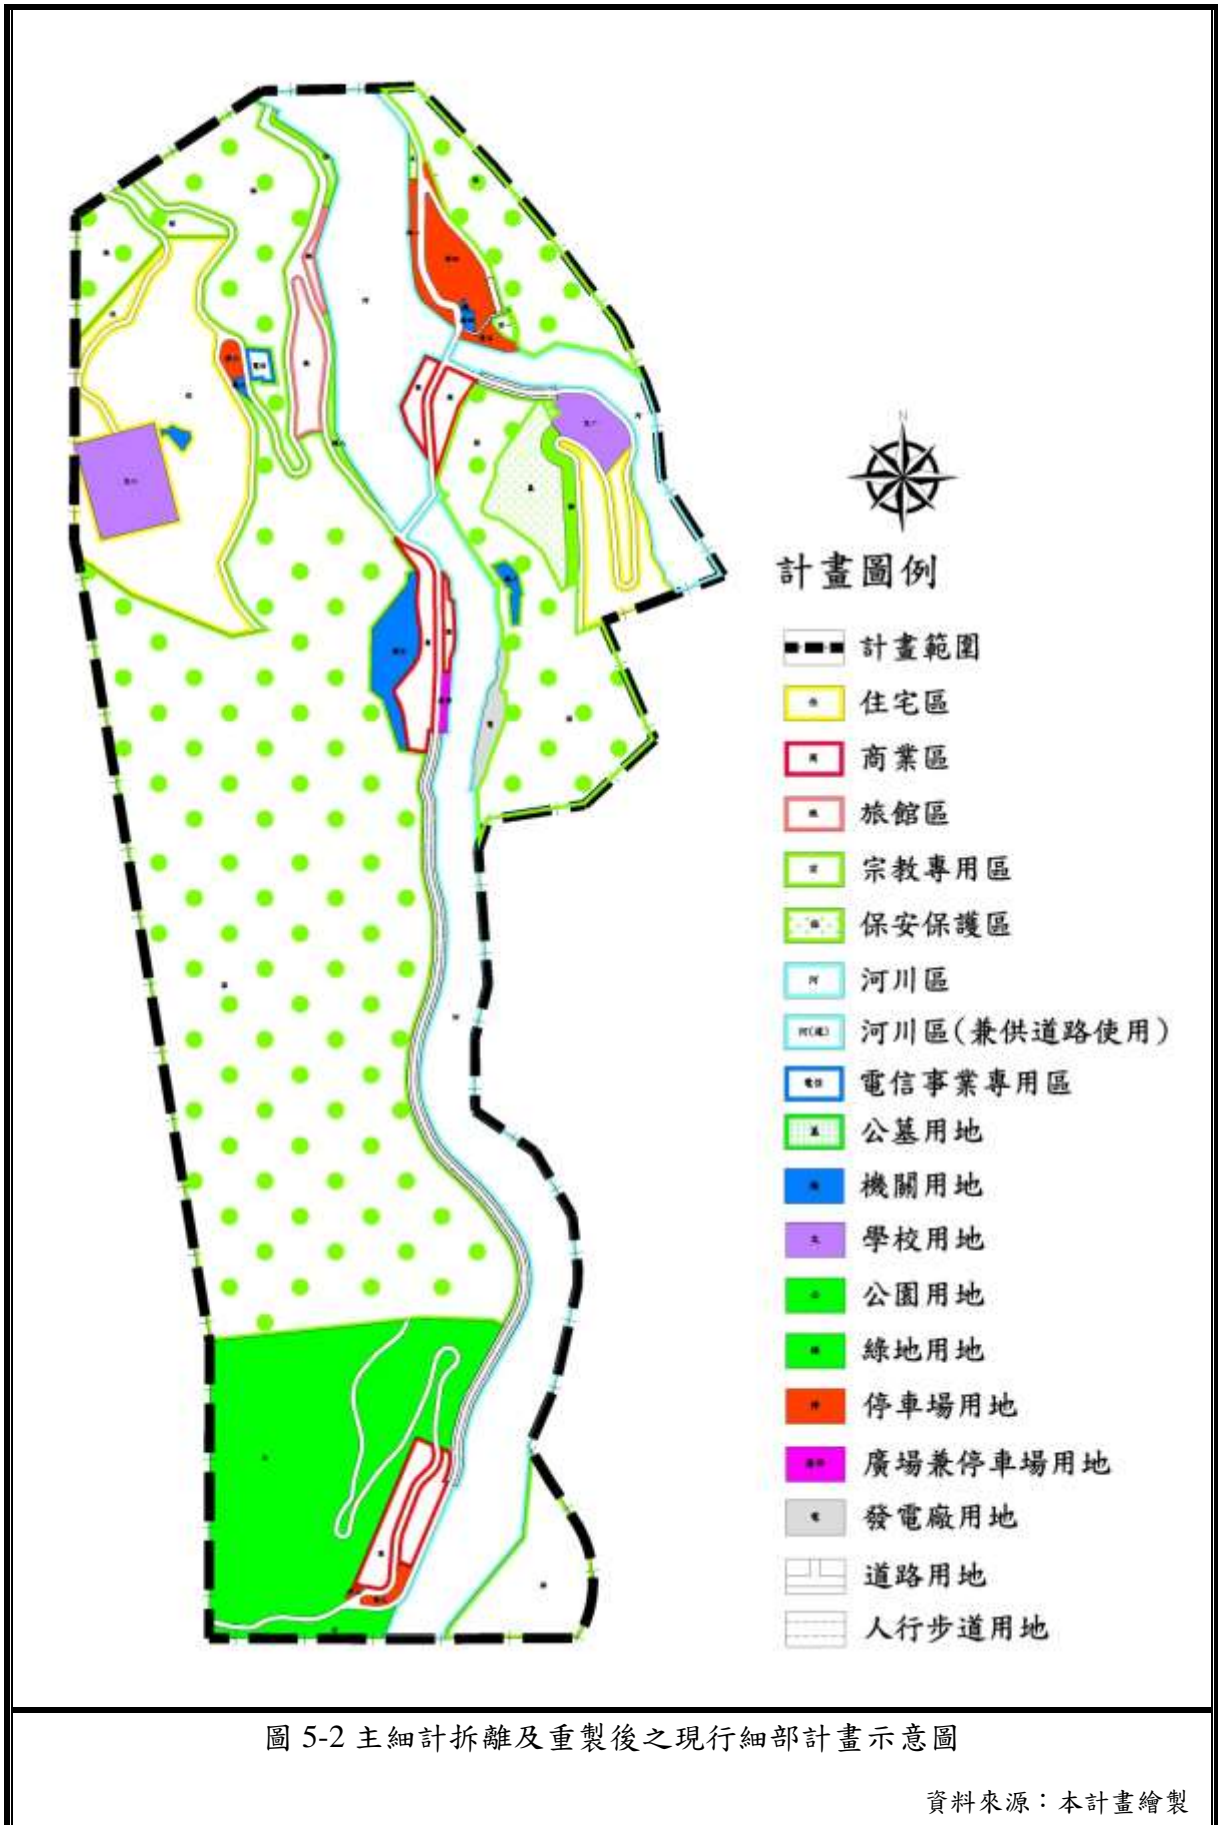 N
計畫圖例
計畫範圍
住宅區
商業區
旅館區
宗教專用區
保安保護區
河川區
河川區(兼供道路使用)
電信事業專用區
公墓用地
機關用地
學校用地
公園用地
綠地用地
停車場用地
廣場兼停車場用地
發電廠用地
道路用地
人行步道用地
圖 5-2 主細計拆離及重製後之現行細部計畫示意圖
資料來源：本計畫繪製